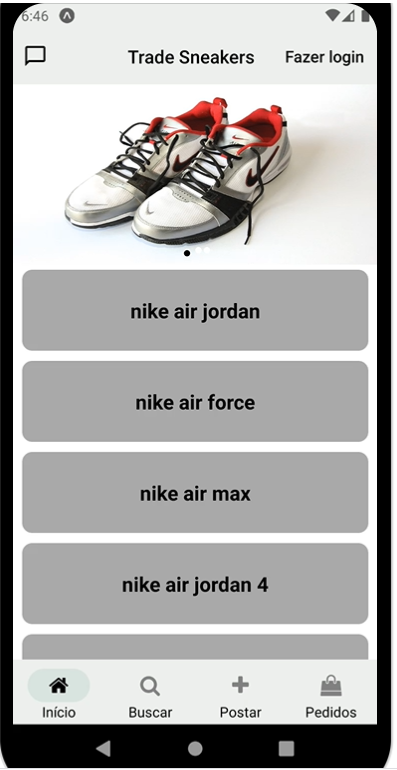 6:46
Trade Sneakers
Fazer login
nike air jordan
nike air force
nike air max
nike air jordan 4
Início
Buscar
Postar
Pedidos